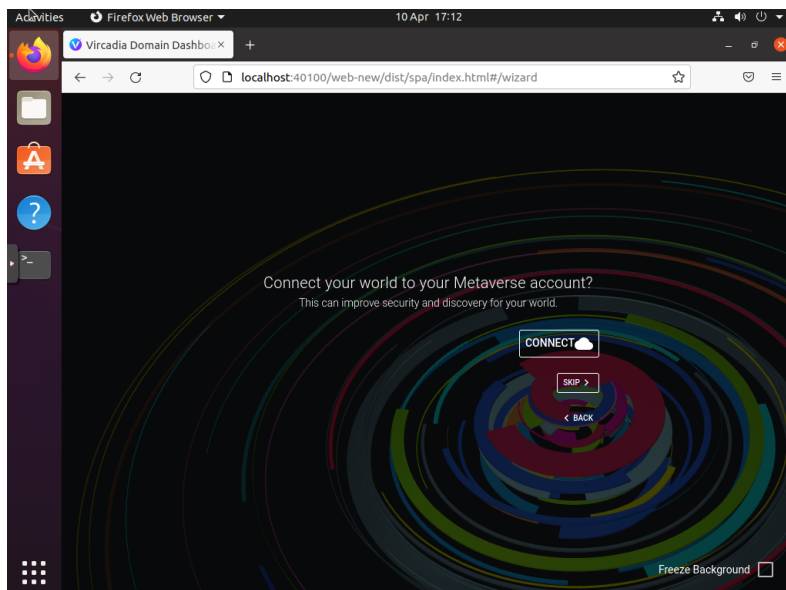 Activities Firefox Web Browser 10 Apr 17:12
Vircadia Domain Dashboa
localhost:40100/web-new/dist/spa/index.html#/wizard
Connect your world to your Metaverse account?
This can improve security and discovery for your world.
CONNECT
SKIP
BACK
Freeze Background